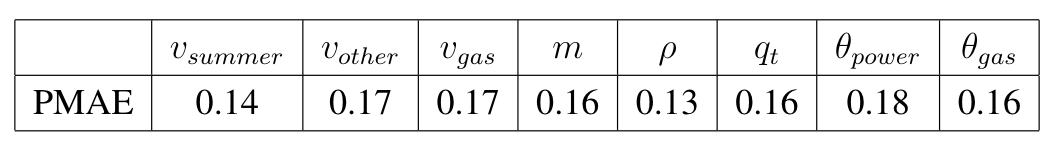 v_summer v_other v_gas m ρ q_t θ_power θ_gas
PMAE 0.14 0.17 0.17 0.16 0.13 0.16 0.18 0.16